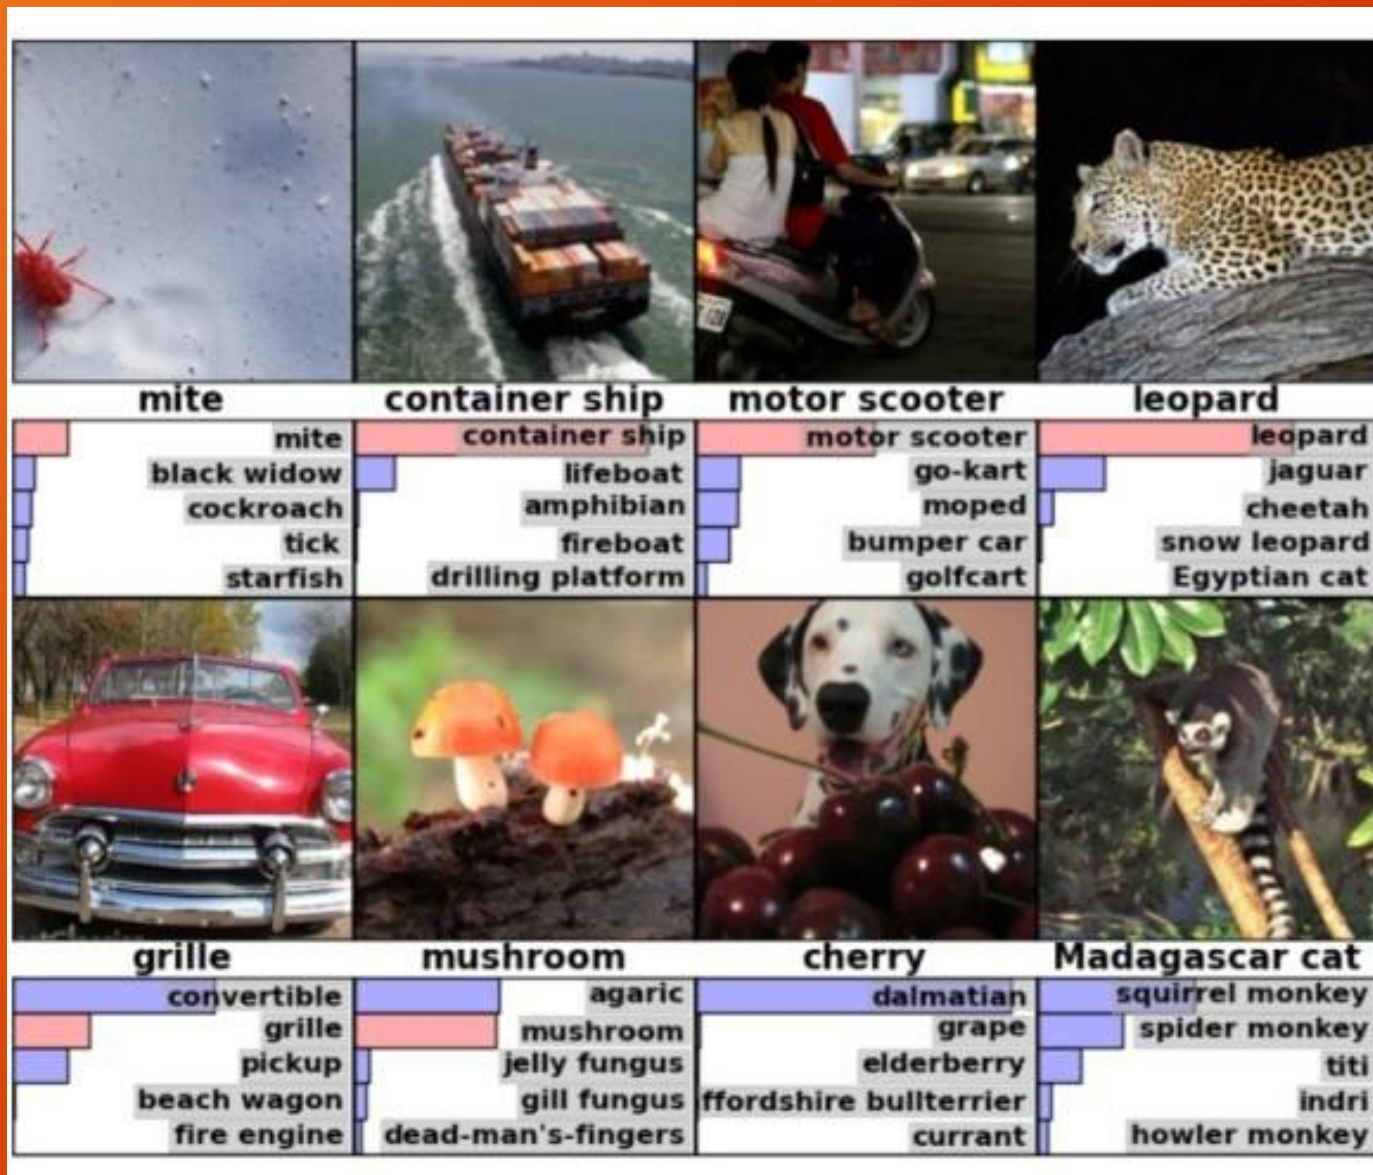 mite
container ship
motor scooter
leopard
mite
black widow
cockroach
tick
starfish
container ship
lifeboat
amphibian
fireboat
drilling platform
motor scooter
go-kart
moped
bumper car
golfcart
leopard
jaguar
cheetah
snow leopard
Egyptian cat
grille
mushroom
cherry
Madagascar cat
convertible
grille
pickup
beach wagon
fire engine
agaric
mushroom
jelly fungus
gill fungus
dead-man's-fingers
dalmatian
grape
elderberry
ffordshire bullterrier
currant
squirrel monkey
spider monkey
titi
indri
howler monkey